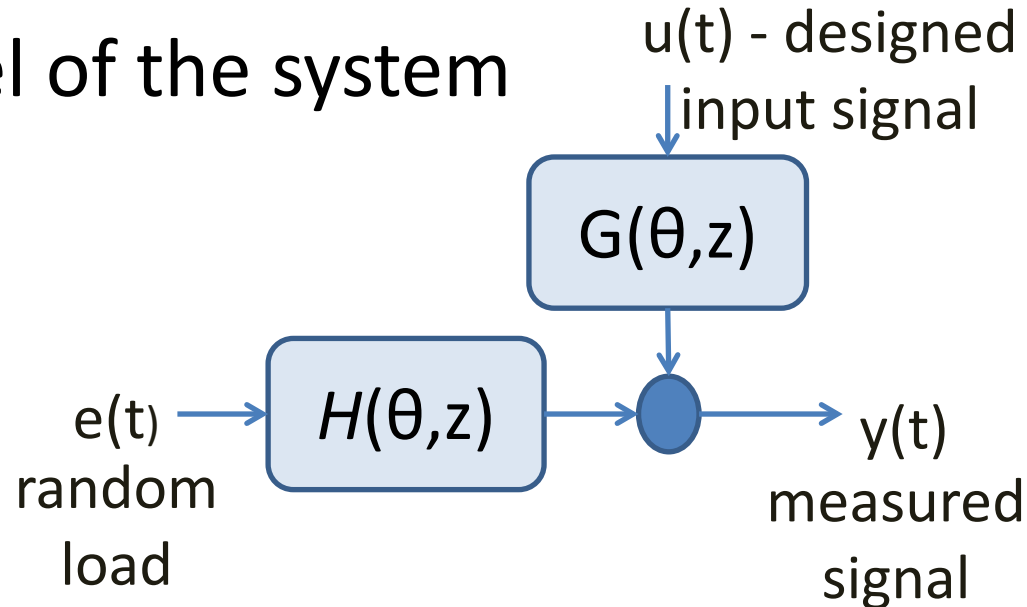 el of the system
u(t) - designed
input signal
G(θ,z)
H(θ,z)
e(t)
random
load
y(t)
measured
signal